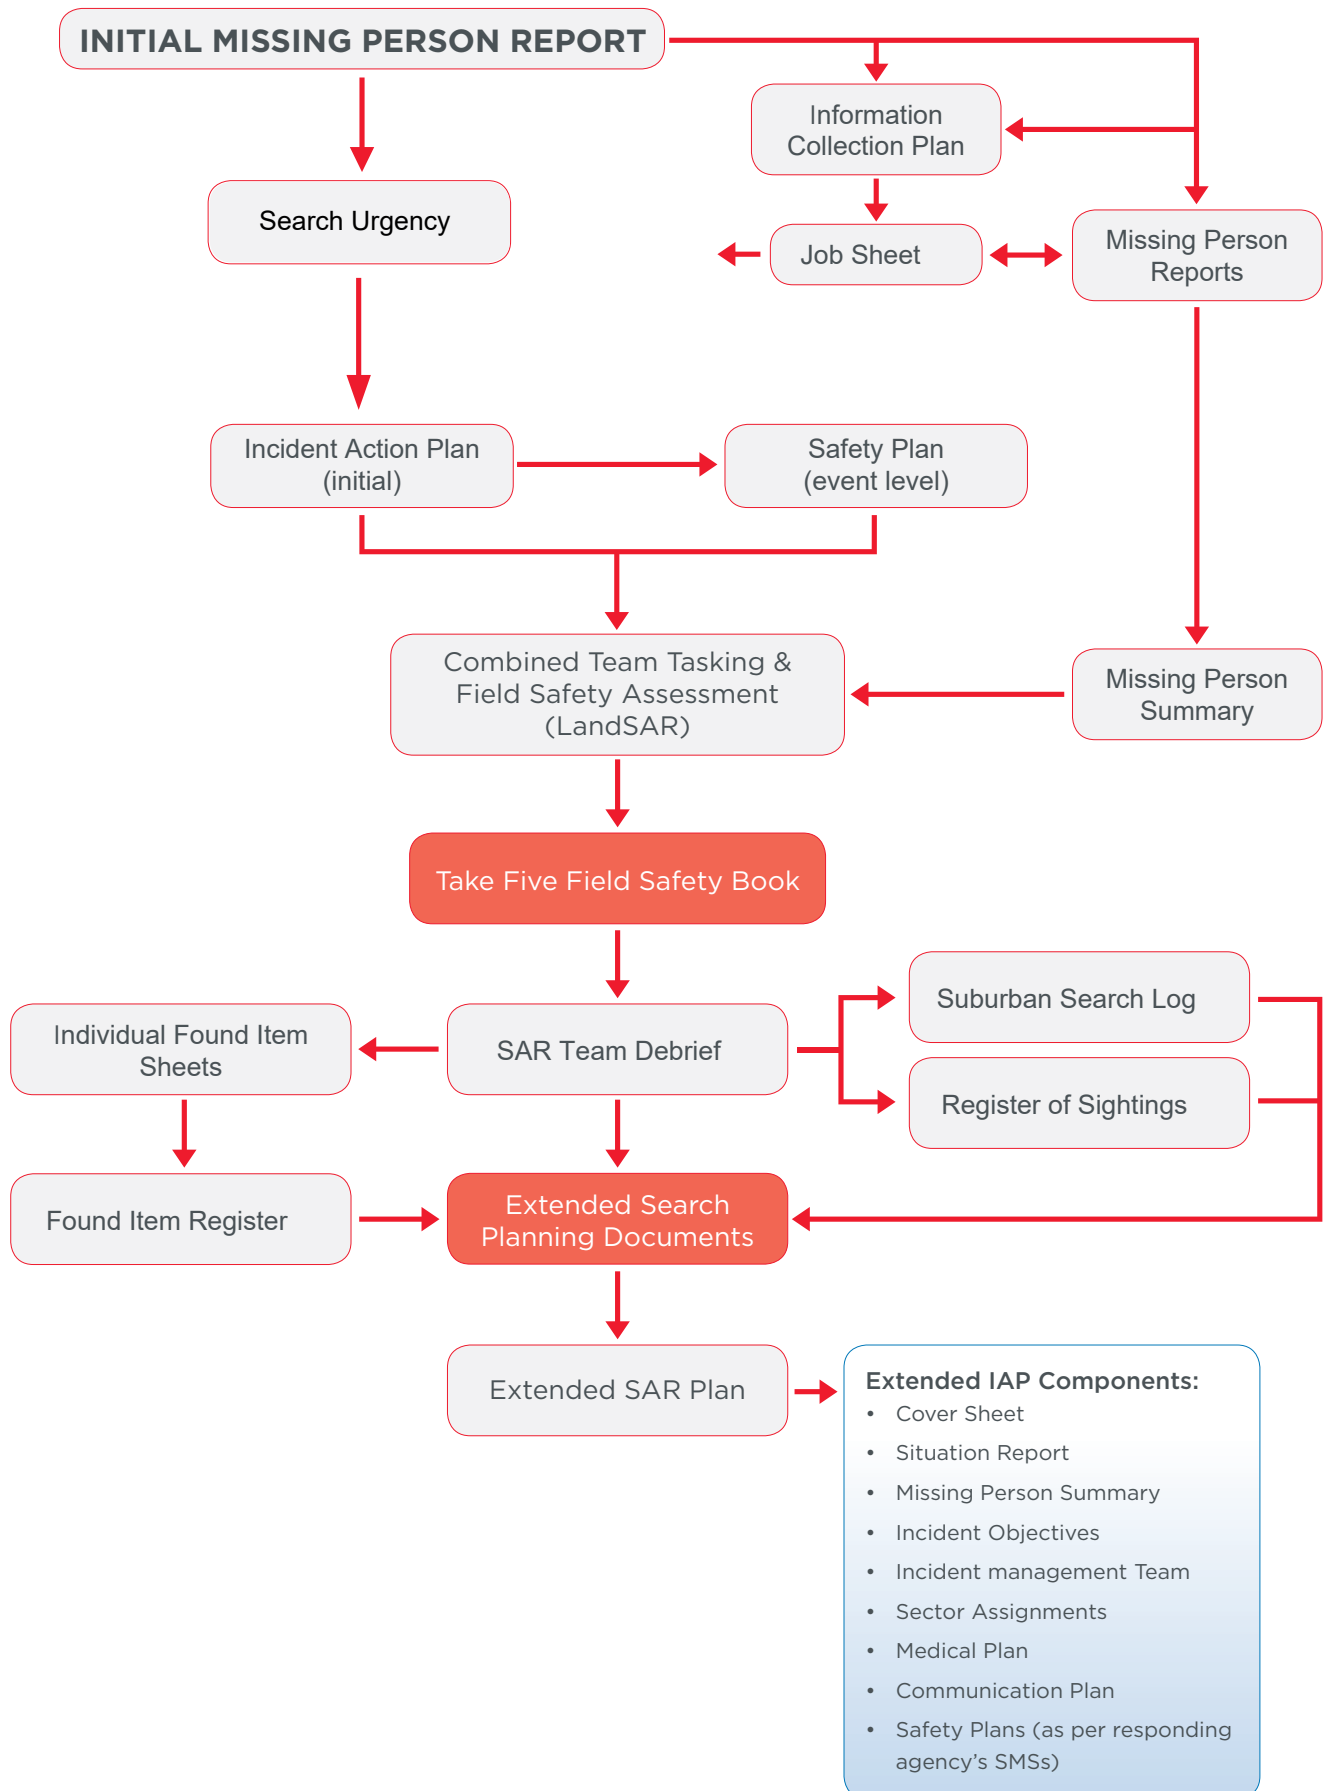 INITIAL MISSING PERSON REPORT
Information
Collection Plan
Search Urgency
Job Sheet
Missing Person
Reports
Incident Action Plan
(initial)
Safety Plan
(event level)
Combined Team Tasking &
Field Safety Assessment
(LandSAR)
Missing Person
Summary
Take Five Field Safety Book
Suburban Search Log
Individual Found Item
Sheets
SAR Team Debrief
Register of Sightings
Found Item Register
Extended Search
Planning Documents
Extended SAR Plan
Extended IAP Components:
• Cover Sheet
• Situation Report
• Missing Person Summary
• Incident Objectives
• Incident management Team
• Sector Assignments
• Medical Plan
• Communication Plan
• Safety Plans (as per responding
agency’s SMSs)